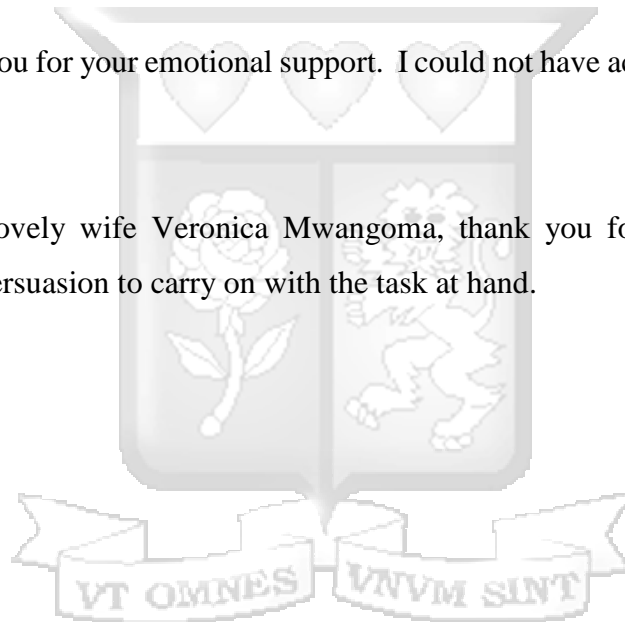 ou for your emotional support. I could not have ac
ovely wife Veronica Mwangoma, thank you fo
ersuasion to carry on with the task at hand.
VT OMNES VNVM SINT